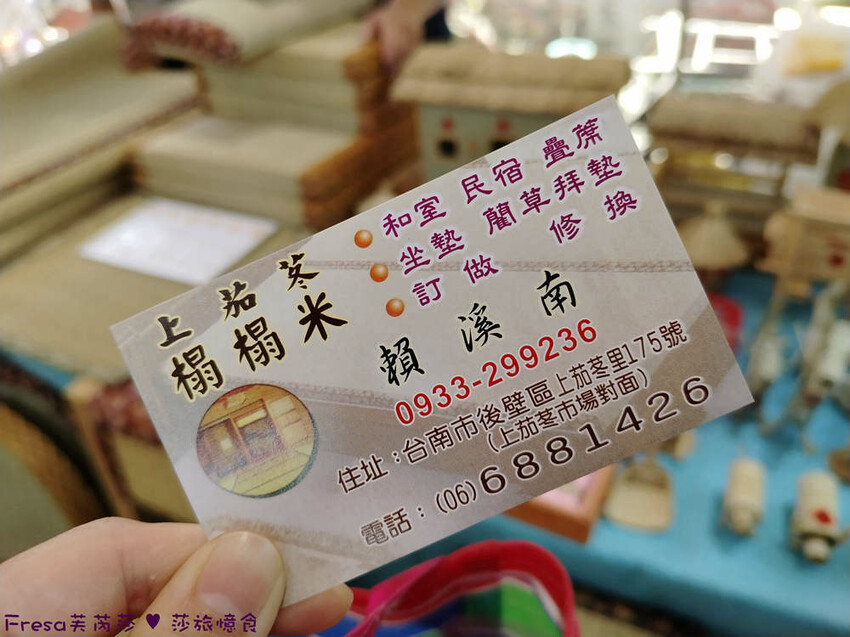 上茄苳
榻榻米
和室 民宿 疊席
坐墊 藺草拜墊
訂做 修換
賴溪南
0933-299236
住址：台南市後壁區上茄苳里175號
(上茄苳市場對面)
電話：(06)6881426
Fresa芙芮莎♥莎旅憶食